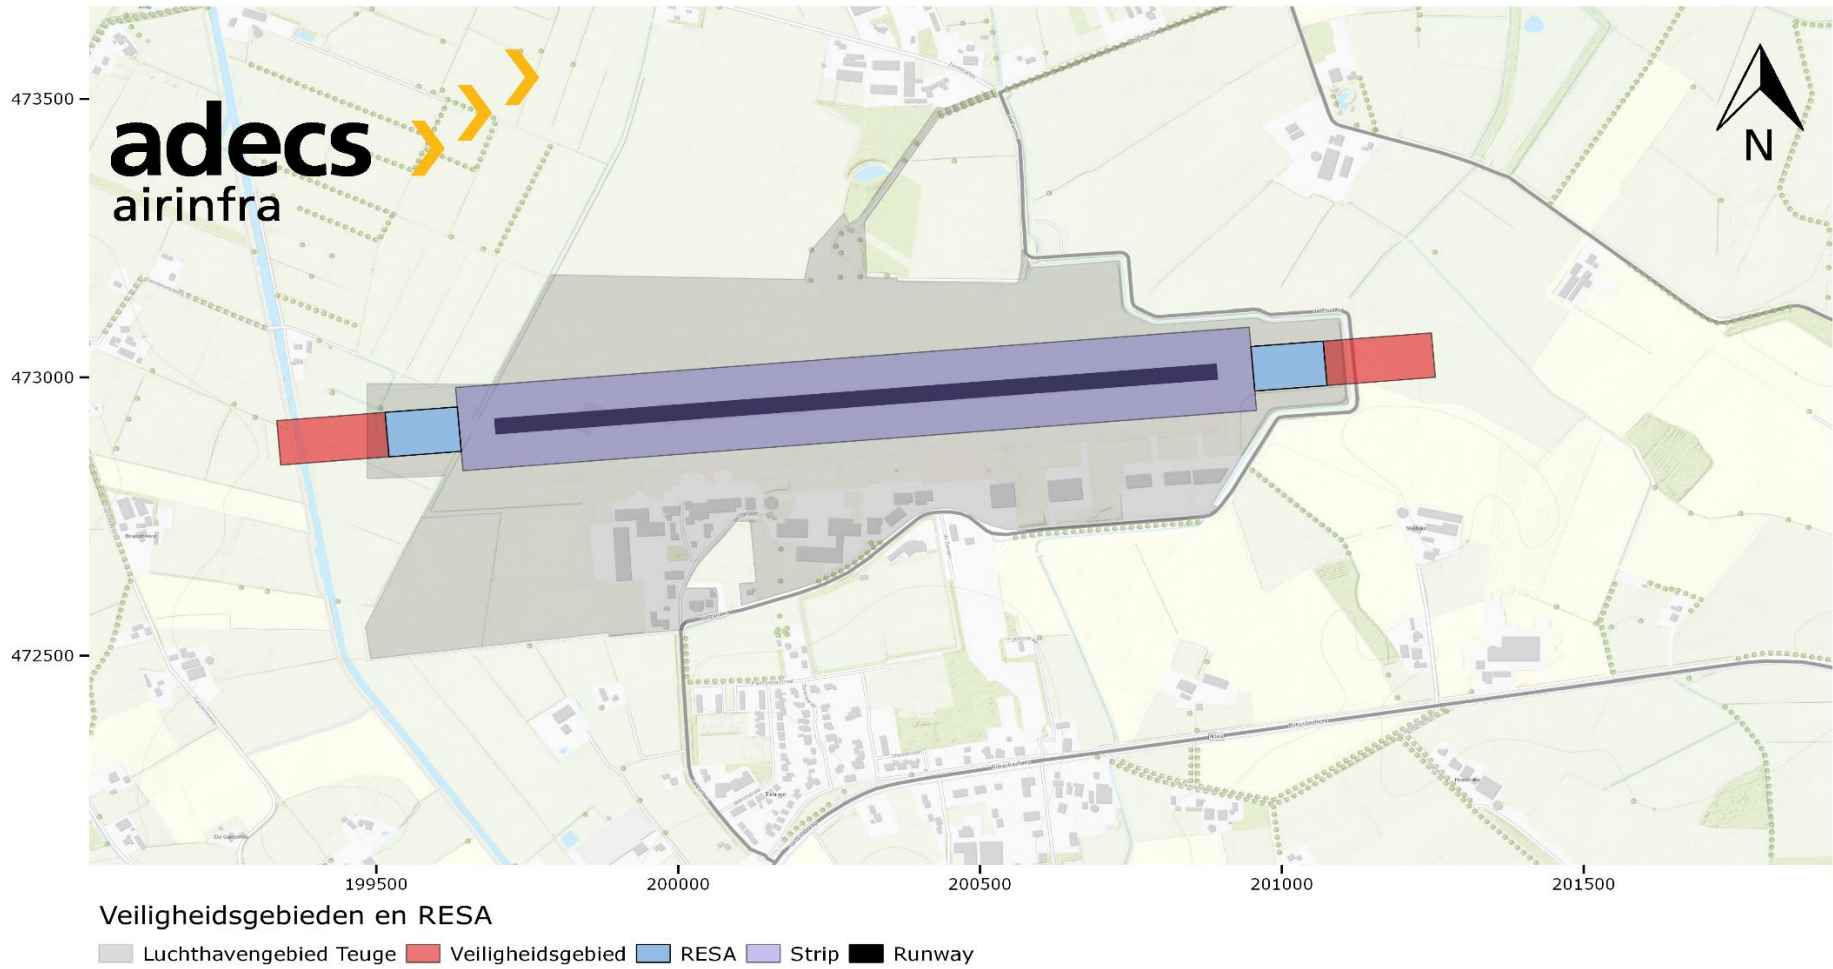 adecs
airinfra
N
473500
473000
472500
Teuge
199500
200000
200500
201000
201500
Veiligheidsgebieden en RESA
Luchthavengebied Teuge
Veiligheidsgebied
RESA
Strip
Runway